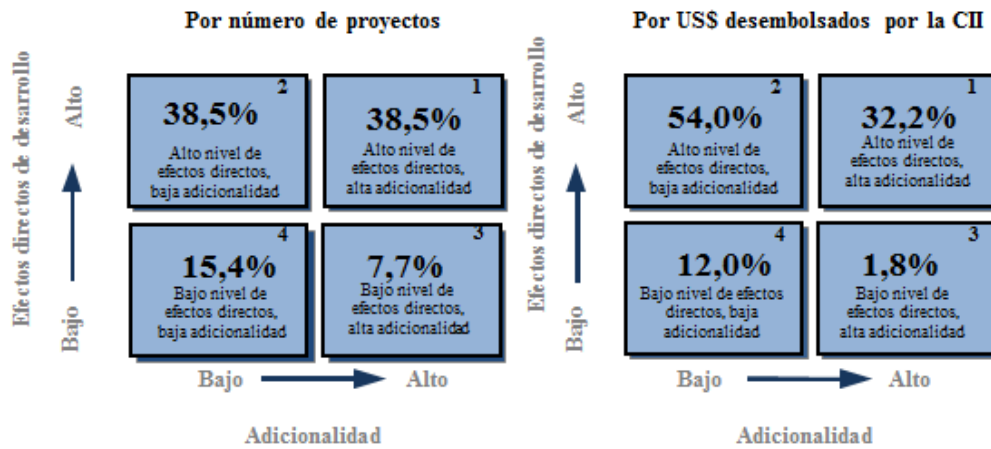 Por número de proyectos
Efectos directos de desarrollo
Alto
Bajo
2
38,5%
Alto nivel de
efectos directos,
baja adicionalidad
1
38,5%
Alto nivel de
efectos directos,
alta adicionalidad
4
15,4%
Bajo nivel de
efectos directos,
baja adicionalidad
3
7,7%
Bajo nivel de
efectos directos,
alta adicionalidad
Bajo
Alto
Adicionalidad
Por US$ desembolsados por la CII
Efectos directos de desarrollo
Alto
Bajo
2
54,0%
Alto nivel de
efectos directos,
baja adicionalidad
1
32,2%
Alto nivel de
efectos directos,
alta adicionalidad
4
12,0%
Bajo nivel de efectos
directos, baja
adicionalidad
3
1,8%
Bajo nivel de
efectos directos,
alta adicionalidad
Bajo
Alto
Adicionalidad